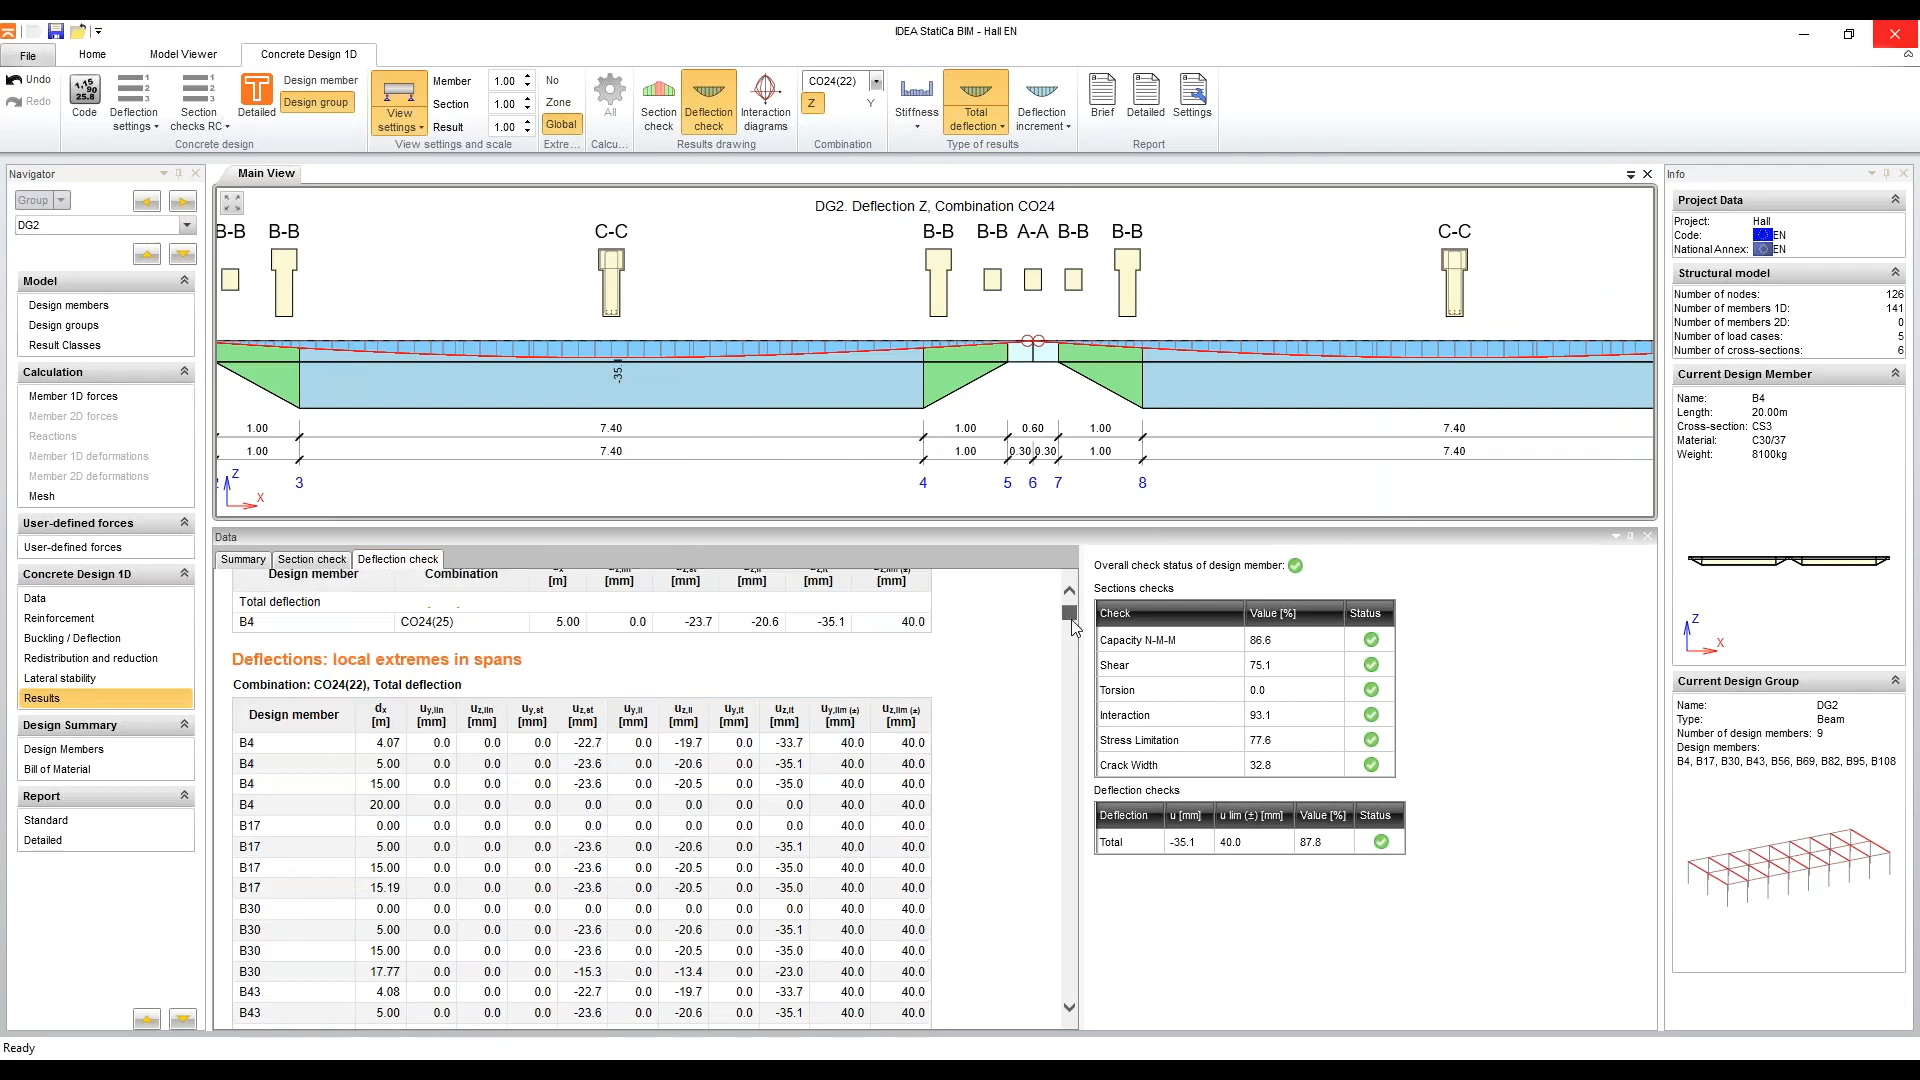 IDEA StatiCa BIM - Hall EN
File Home Model Viewer Concrete Design 1D
Undo
Redo
Code
Deflection settings
Section checks RC
Detailed
Design member
Design group
Concrete design
View settings
Member 1.00
Section 1.00
Result 1.00
View settings and scale
No
Zone
Global
Extre...
All
Calcu...
Section check
Deflection check
Interaction diagrams
Results drawing
CO24(22)
Z Y
Combination
Stiffness
Total deflection
Deflection increment
Type of results
Brief
Detailed
Settings
Report
Navigator
Group
DG2
Model
Design members
Design groups
Result Classes
Calculation
Member 1D forces
Member 2D forces
Reactions
Member 1D deformations
Member 2D deformations
Mesh
User-defined forces
User-defined forces
Concrete Design 1D
Data
Reinforcement
Buckling / Deflection
Redistribution and reduction
Lateral stability
Results
Design Summary
Design Members
Bill of Material
Report
Standard
Detailed
Main View
DG2. Deflection Z, Combination CO24
B-B B-B C-C B-B B-B A-A B-B B-B C-C
-35.
1.00 7.40 1.00 0.60 1.00 7.40
1.00 7.40 1.00 0.30 0.30 1.00 7.40
Z
X
3 4 5 6 7 8
Data
Summary Section check Deflection check
Design member Combination
[m] [mm] [mm] [mm] [mm] [mm]
Total deflection
B4 CO24(25) 5.00 0.0 -23.7 -20.6 -35.1 40.0
Deflections: local extremes in spans
Combination: CO24(22), Total deflection
Design member dx [m] uy,lin [mm] uz,lin [mm] uy,st [mm] uz,st [mm] uy,ll [mm] uz,ll [mm] uy,lt [mm] uz,lt [mm] uy,lim (±) [mm] uz,lim (±) [mm]
B4 4.07 0.0 0.0 0.0 -22.7 0.0 -19.7 0.0 -33.7 40.0 40.0
B4 5.00 0.0 0.0 0.0 -23.6 0.0 -20.6 0.0 -35.1 40.0 40.0
B4 15.00 0.0 0.0 0.0 -23.6 0.0 -20.5 0.0 -35.0 40.0 40.0
B4 20.00 0.0 0.0 0.0 0.0 0.0 0.0 0.0 0.0 40.0 40.0
B17 0.00 0.0 0.0 0.0 0.0 0.0 0.0 0.0 0.0 40.0 40.0
B17 5.00 0.0 0.0 0.0 -23.6 0.0 -20.6 0.0 -35.1 40.0 40.0
B17 15.00 0.0 0.0 0.0 -23.6 0.0 -20.5 0.0 -35.0 40.0 40.0
B17 15.19 0.0 0.0 0.0 -23.6 0.0 -20.5 0.0 -35.0 40.0 40.0
B30 0.00 0.0 0.0 0.0 0.0 0.0 0.0 0.0 0.0 40.0 40.0
B30 5.00 0.0 0.0 0.0 -23.6 0.0 -20.6 0.0 -35.1 40.0 40.0
B30 15.00 0.0 0.0 0.0 -23.6 0.0 -20.5 0.0 -35.0 40.0 40.0
B30 17.77 0.0 0.0 0.0 -15.3 0.0 -13.4 0.0 -23.0 40.0 40.0
B43 4.08 0.0 0.0 0.0 -22.7 0.0 -19.7 0.0 -33.7 40.0 40.0
B43 5.00 0.0 0.0 0.0 -23.6 0.0 -20.6 0.0 -35.1 40.0 40.0
Overall check status of design member:
Sections checks
Check Value [%] Status
Capacity N-M-M 86.6
Shear 75.1
Torsion 0.0
Interaction 93.1
Stress Limitation 77.6
Crack Width 32.8
Deflection checks
Deflection u [mm] u lim (±) [mm] Value [%] Status
Total -35.1 40.0 87.8
Info
Project Data
Project: Hall
Code: EN
National Annex: EN
Structural model
Number of nodes: 126
Number of members 1D: 141
Number of members 2D: 0
Number of load cases: 5
Number of cross-sections: 6
Current Design Member
Name: B4
Length: 20.00m
Cross-section: CS3
Material: C30/37
Weight: 8100kg
Z
X
Current Design Group
Name: DG2
Type: Beam
Number of design members: 9
Design members:
B4, B17, B30, B43, B56, B69, B82, B95, B108
Ready